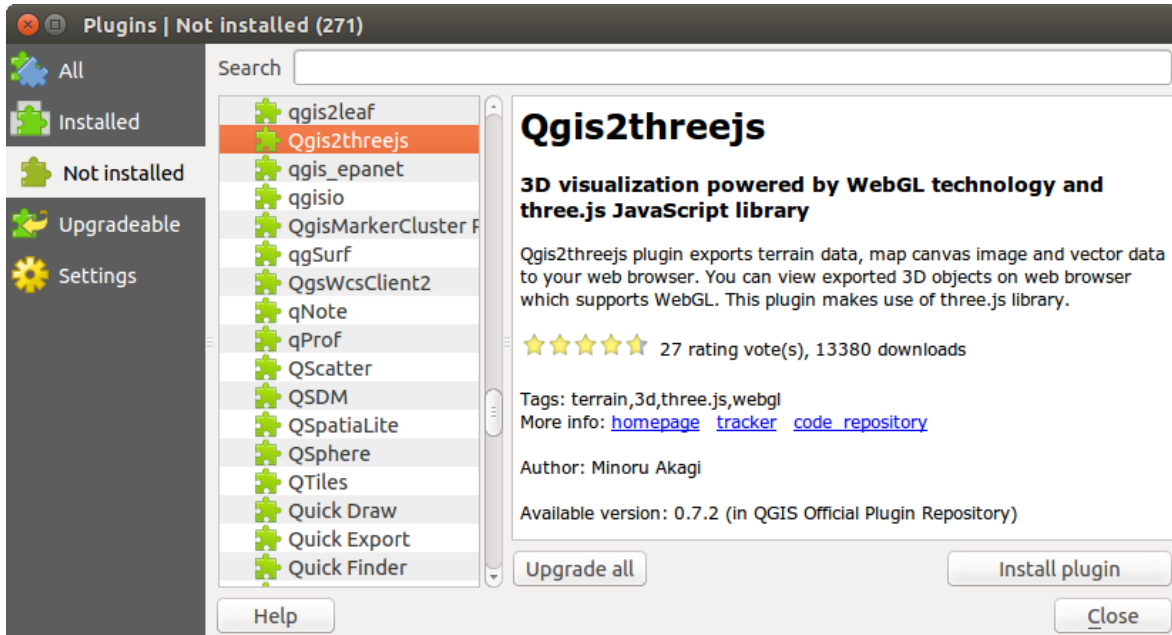 Plugins | Not installed (271)
All
Installed
Not installed
Upgradeable
Settings
Search
qgis2leaf
Qgis2threejs
qgis_epanet
qgisio
QgisMarkerCluster
qgSurf
QgsWcsClient2
qNote
qProf
QScatter
QSDM
QSpatiaLite
QSphere
QTiles
Quick Draw
Quick Export
Quick Finder
Qgis2threejs
3D visualization powered by WebGL technology and
three.js JavaScript library
Qgis2threejs plugin exports terrain data, map canvas image and vector data
to your web browser. You can view exported 3D objects on web browser
which supports WebGL. This plugin makes use of three.js library.
27 rating vote(s), 13380 downloads
Tags: terrain,3d,three.js,webgl
More info: homepage tracker code_repository
Author: Minoru Akagi
Available version: 0.7.2 (in QGIS Official Plugin Repository)
Upgrade all
Install plugin
Help
Close